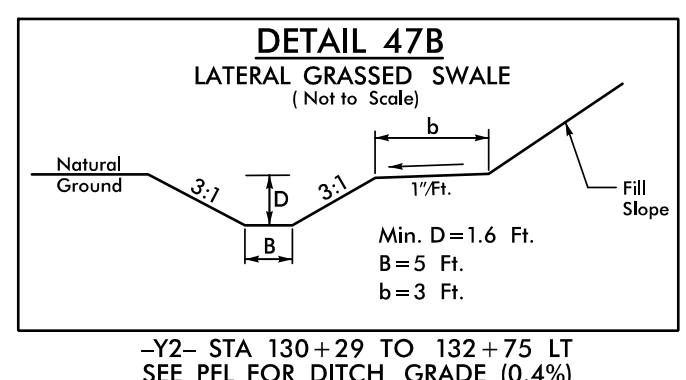 DETAIL 47B
LATERAL GRASSED SWALE
( Not to Scale)
b
Natural
Ground
3:1
D
3:1
1"/Ft.
Fill
Slope
B
Min. D=1.6 Ft.
B=5 Ft.
b=3 Ft.
-Y2- STA 130+29 TO 132+75 LT
SEE PFL FOR DITCH GRADE (0.4%)